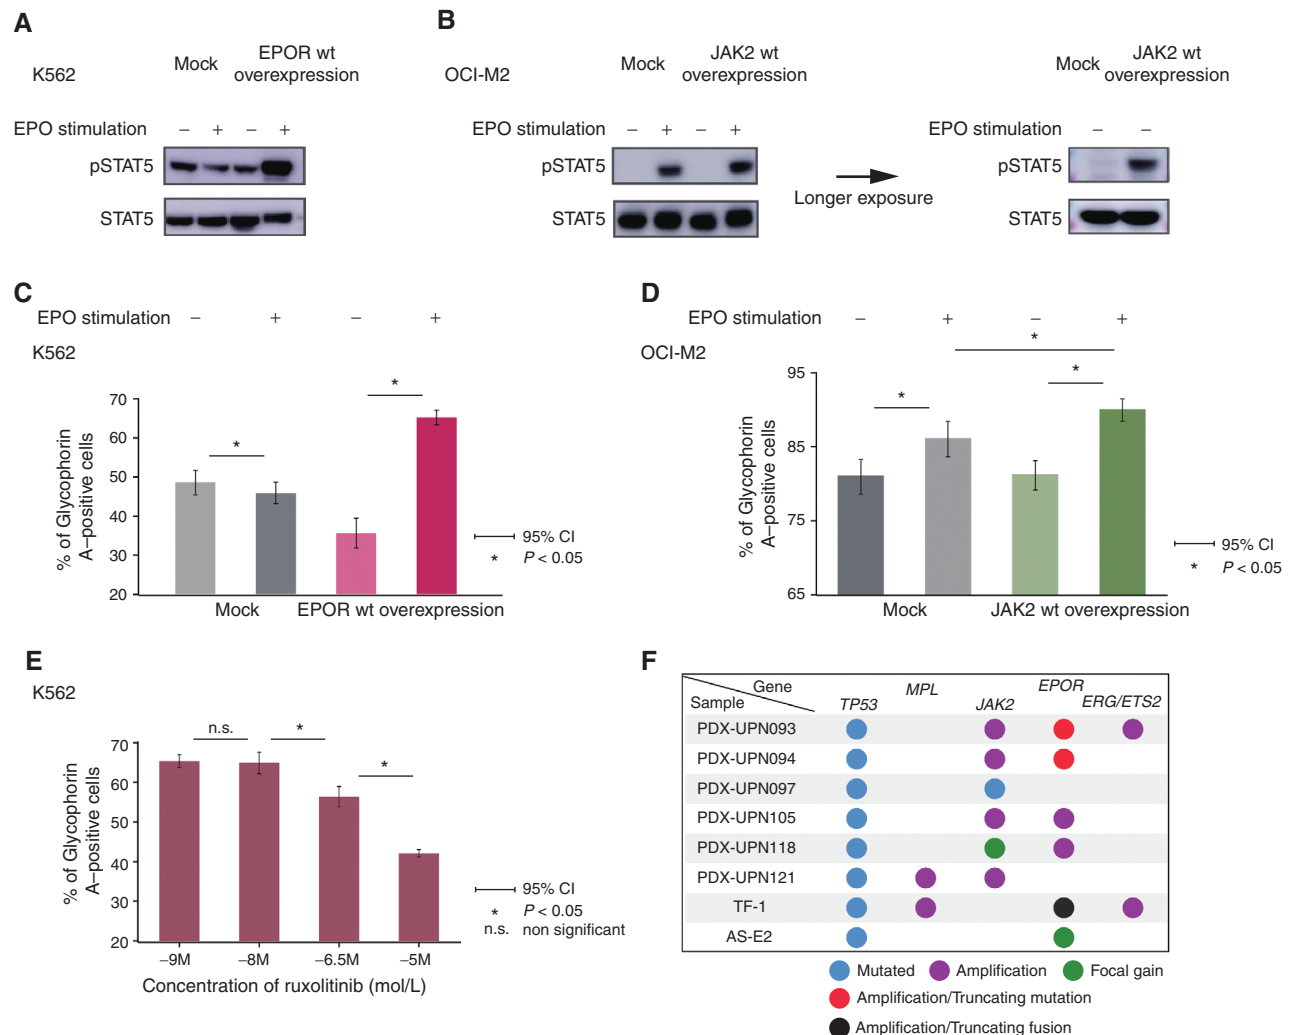 A
K562
Mock
EPOR wt
overexpression
EPO stimulation − + − +
pSTAT5
STAT5
B
OCI-M2
Mock
JAK2 wt
overexpression
EPO stimulation − + − +
pSTAT5
STAT5
Longer exposure
Mock
JAK2 wt
overexpression
EPO stimulation − −
pSTAT5
STAT5
C
EPO stimulation − + − +
K562
% of Glycophorin
A–positive cells
70
60
50
40
30
20
*
*
Mock
EPOR wt overexpression
95% CI
* P < 0.05
D
EPO stimulation − + − +
OCI-M2
% of Glycophorin
A–positive cells
95
85
75
65
*
*
*
Mock
JAK2 wt overexpression
95% CI
* P < 0.05
E
K562
% of Glycophorin
A–positive cells
70
60
50
40
30
20
n.s.
*
*
−9M −8M −6.5M −5M
Concentration of ruxolitinib (mol/L)
95% CI
* P < 0.05
n.s. non significant
F
Gene
Sample
TP53 MPL JAK2 EPOR ERG/ETS2
PDX-UPN093
PDX-UPN094
PDX-UPN097
PDX-UPN105
PDX-UPN118
PDX-UPN121
TF-1
AS-E2
Mutated Amplification Focal gain
Amplification/Truncating mutation
Amplification/Truncating fusion